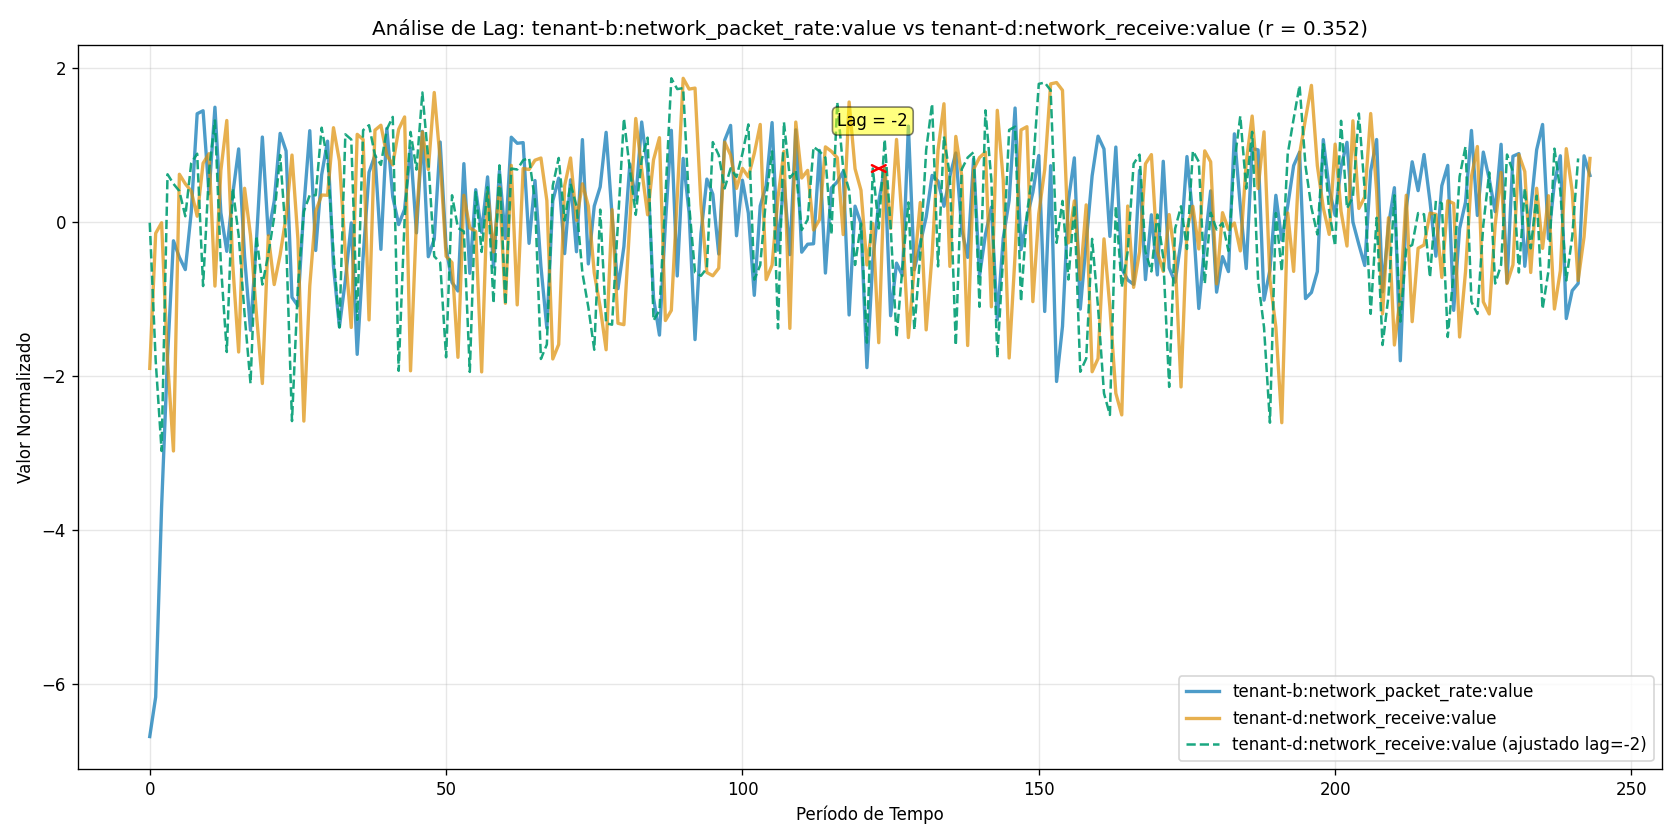 Análise de Lag: tenant-b:network_packet_rate:value vs tenant-d:network_receive:value (r = 0.352)
Valor Normalizado
2
0
−2
−4
−6
Lag = -2
tenant-b:network_packet_rate:value
tenant-d:network_receive:value
tenant-d:network_receive:value (ajustado lag=-2)
0
50
100
150
200
250
Período de Tempo